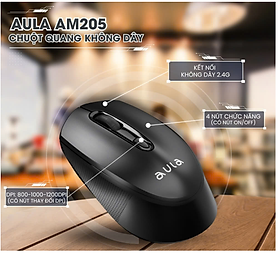 AULA AM205
CHUỘT QUANG KHÔNG DÂY
KẾT NỐI
KHÔNG DÂY 2.4G
4 NÚT CHỨC NĂNG
(CÓ NÚT ON/OFF)
DPI: 800-1000-1200DPI
(CÓ NÚT THAY ĐỔI DPI)
aula